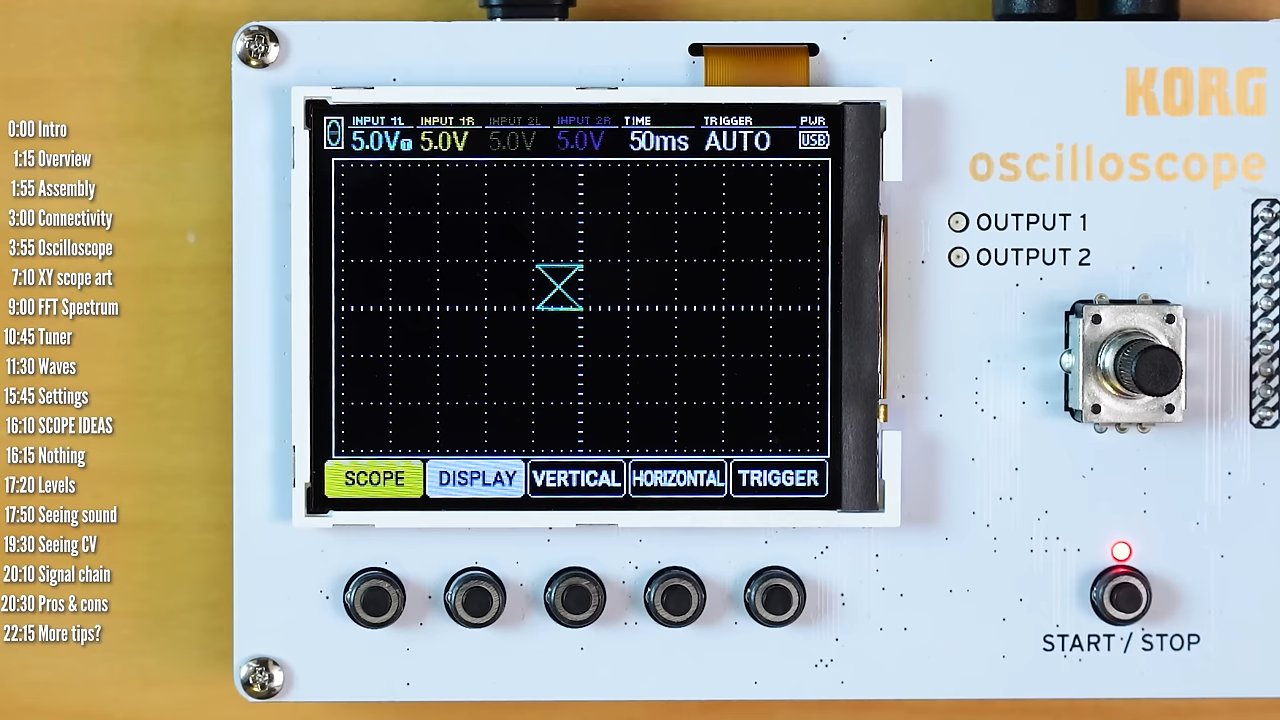 0:00 Intro
1:15 Overview
1:55 Assembly
3:00 Connectivity
3:55 Oscilloscope
7:10 XY scope art
9:00 FFT Spectrum
10:45 Tuner
11:30 Waves
15:45 Settings
16:10 SCOPE IDEAS
16:15 Nothing
17:20 Levels
17:50 Seeing sound
19:30 Seeing CV
20:10 Signal chain
20:30 Pros & cons
22:15 More tips?
INPUT 1L INPUT 1R INPUT 2L INPUT 2R TIME TRIGGER PWR
5.0V T 5.0V 5.0V 5.0V 50ms AUTO USB
SCOPE DISPLAY VERTICAL HORIZONTAL TRIGGER
KORG
oscilloscope
OUTPUT 1
OUTPUT 2
START / STOP